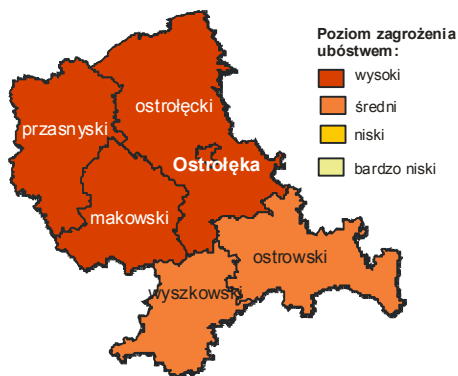 Poziom zagrożenia
ubóstwem:
wysoki
średni
niski
bardzo niski
ostrołęcki
przasnyski
Ostrołęka
makowski
ostrowski
wyszkowski